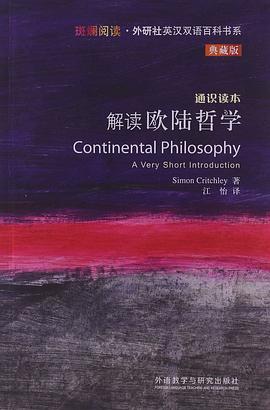 斑斓阅读·外研社英汉双语百科书系
典藏版
通识读本
解读欧陆哲学
Continental Philosophy
A Very Short Introduction
Simon Critchley 著
江 怡 译
外语教学与研究出版社
FOREIGN LANGUAGE TEACHING AND RESEARCH PRESS